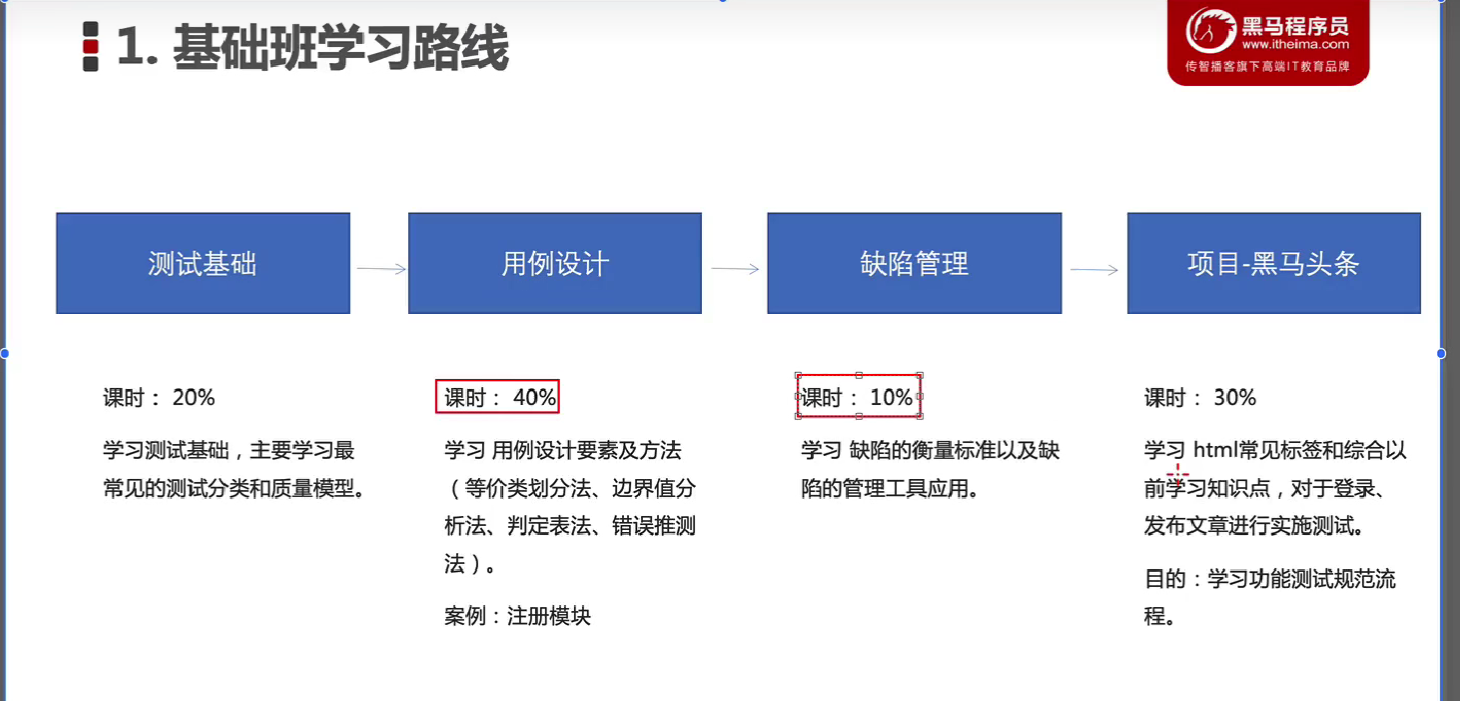 1. 基础班学习路线
黑马程序员
www.itheima.com
传智播客旗下高端IT教育品牌
测试基础
用例设计
缺陷管理
项目-黑马头条
课时： 20%
学习测试基础，主要学习最
常见的测试分类和质量模型。
课时： 40%
学习 用例设计要素及方法
（等价类划分法、边界值分
析法、判定表法、错误推测
法）。
案例：注册模块
课时： 10%
学习 缺陷的衡量标准以及缺
陷的管理工具应用。
课时： 30%
学习 html常见标签和综合以
前学习知识点，对于登录、
发布文章进行实施测试。
目的：学习功能测试规范流
程。